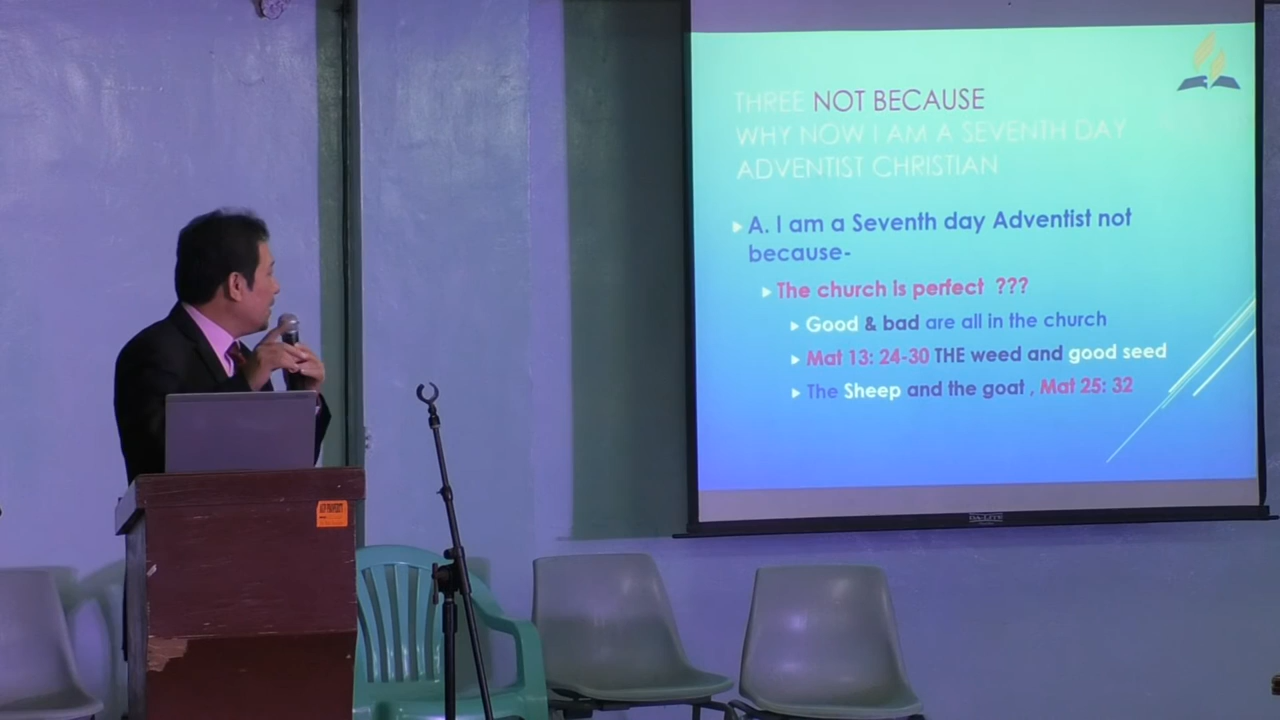 THREE NOT BECAUSE
WHY NOW I AM A SEVENTH DAY
ADVENTIST CHRISTIAN
A. I am a Seventh day Adventist not
because-
The church is perfect ???
Good & bad are all in the church
Mat 13: 24-30 THE weed and good seed
The Sheep and the goat , Mat 25: 32
DA-LITE